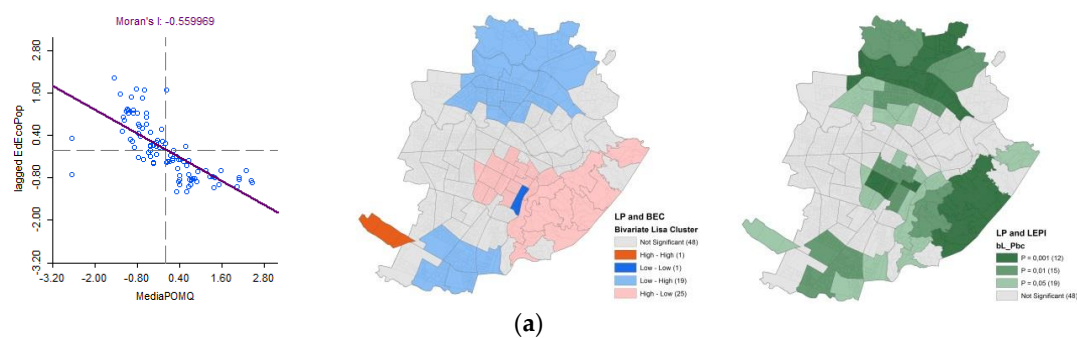 Moran's I: -0.559969
lagged EdEcoPop
2.80
1.60
0.40
-0.80
-2.00
-3.20
-3.20
-2.00
-0.80
0.40
1.60
2.80
MediaPOMQ
LP and BEC
Bivariate Lisa Cluster
Not Significant (48)
High - High (1)
Low - Low (1)
Low - High (19)
High - Low (25)
LP and LEPI
bL_Pbc
P = 0,001 (12)
P = 0,01 (15)
P = 0,05 (19)
Not Significant (48)
(a)